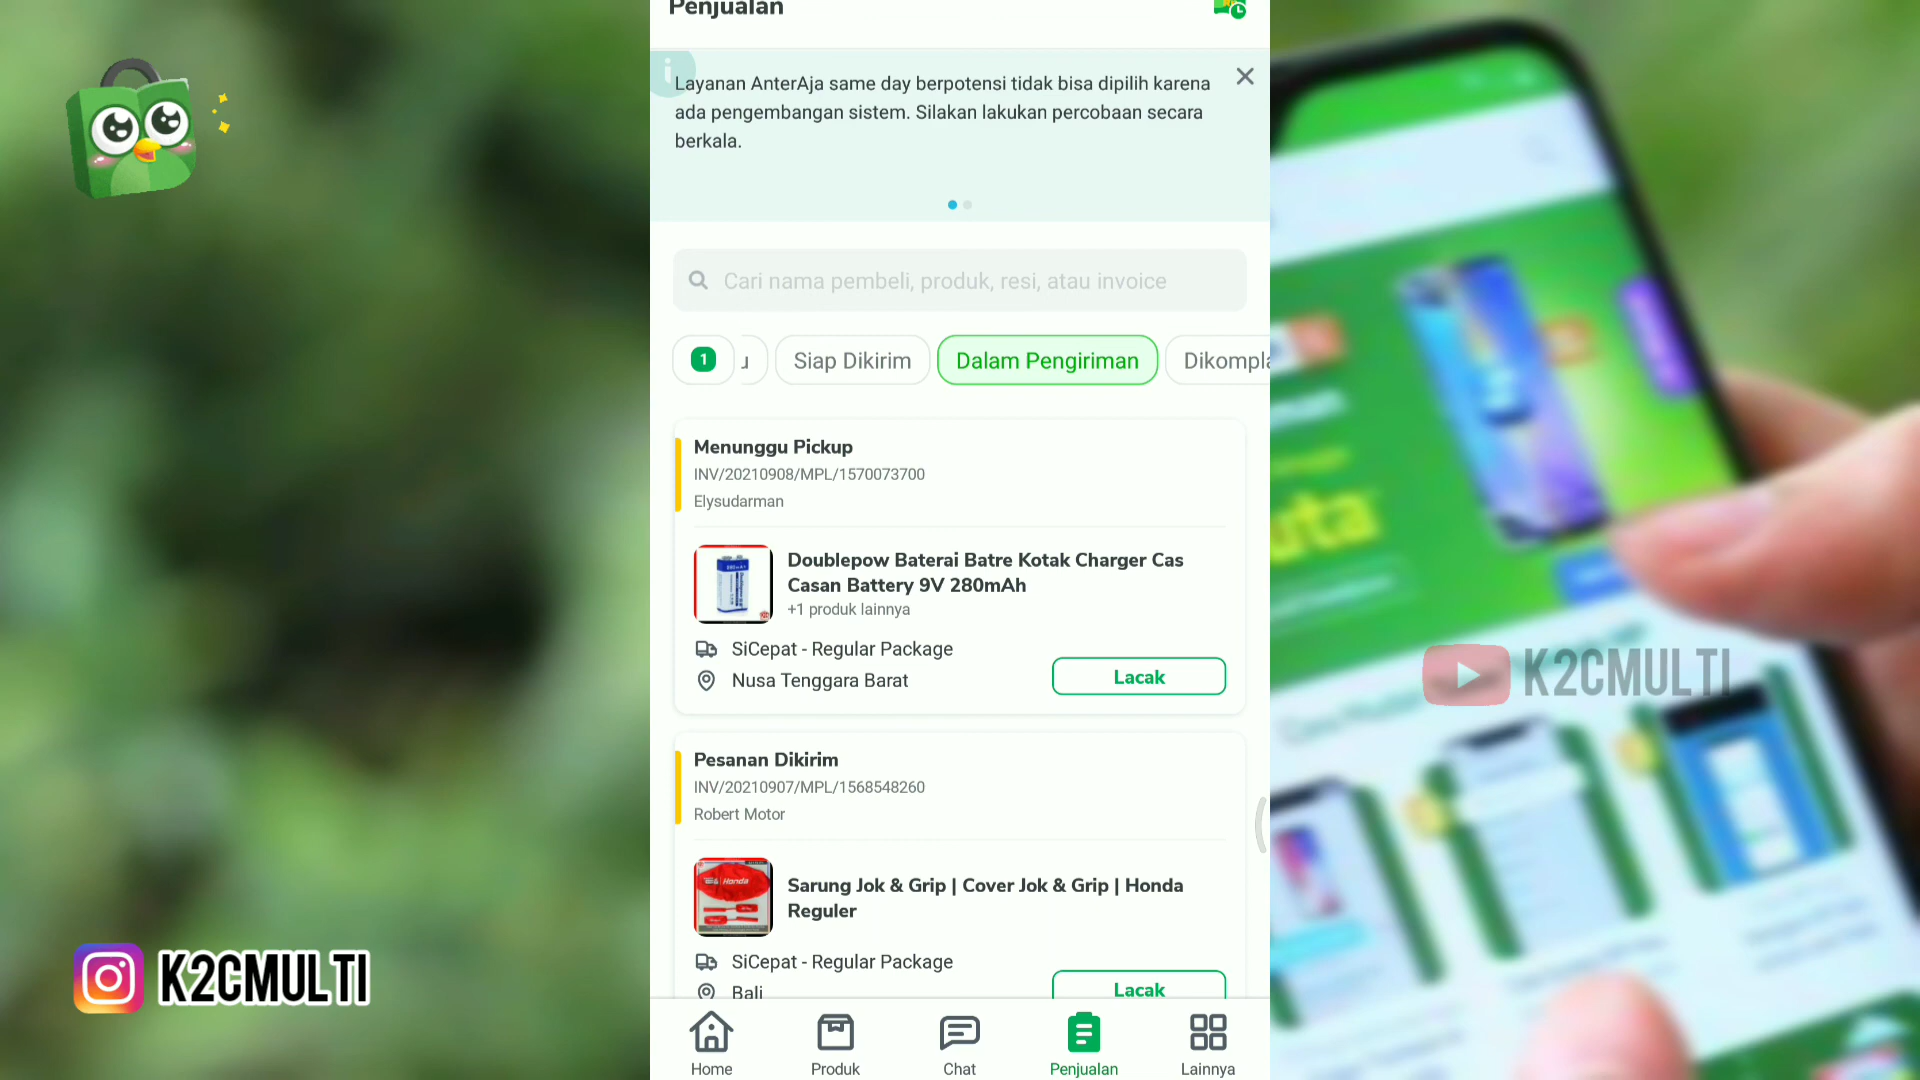 Penjualan
Layanan AnterAja same day berpotensi tidak bisa dipilih karena
ada pengembangan sistem. Silakan lakukan percobaan secara
berkala.
Cari nama pembeli, produk, resi, atau invoice
1
Siap Dikirim
Dalam Pengiriman
Dikompla
Menunggu Pickup
INV/20210908/MPL/1570073700
Elysudarman
Doublepow Baterai Batre Kotak Charger Cas
Casan Battery 9V 280mAh
+1 produk lainnya
SiCepat - Regular Package
Nusa Tenggara Barat
Lacak
Pesanan Dikirim
INV/20210907/MPL/1568548260
Robert Motor
Honda
Sarung Jok & Grip | Cover Jok & Grip | Honda
Reguler
SiCepat - Regular Package
Bali
Lacak
Home
Produk
Chat
Penjualan
Lainnya
K2CMULTI
K2CMULTI